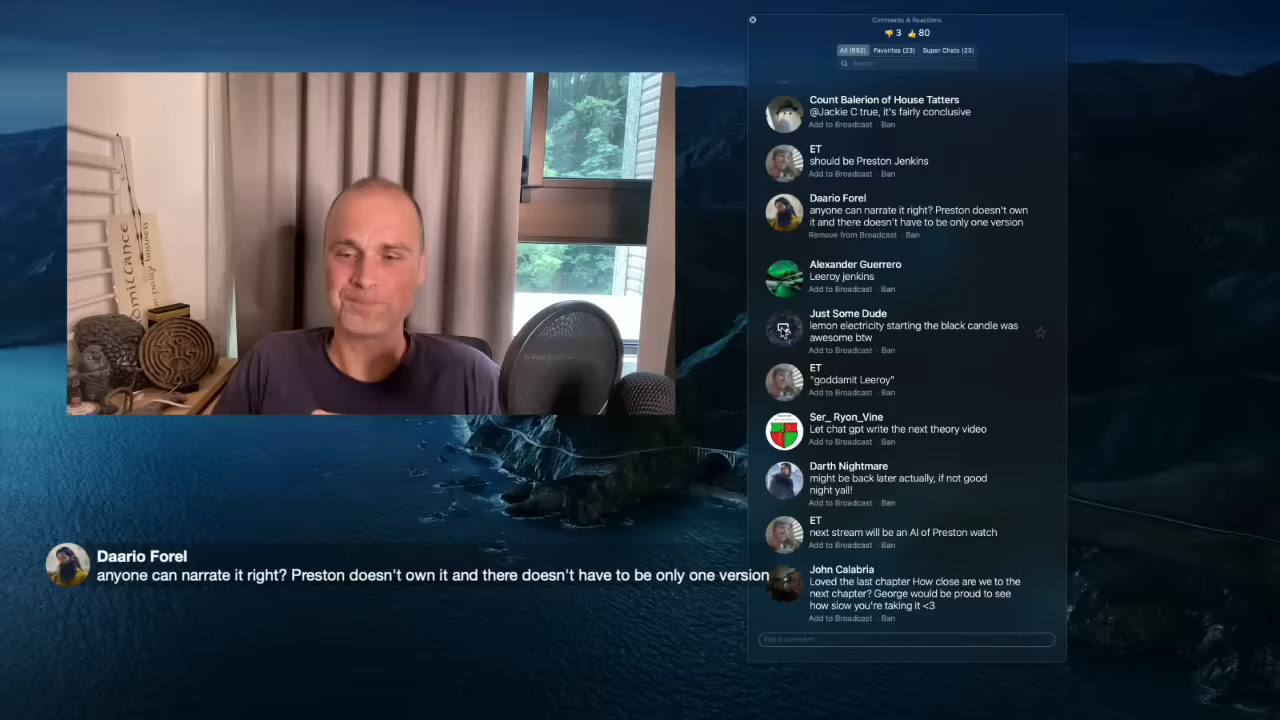 Comments & Reactions
3 80
All (692) Favorites (23) Super Chats (23)
Search
Count Balerion of House Tatters
@Jackie C true, it's fairly conclusive
Add to Broadcast · Ban
ET
should be Preston Jenkins
Add to Broadcast · Ban
Daario Forel
anyone can narrate it right? Preston doesn't own
it and there doesn't have to be only one version
Remove from Broadcast · Ban
Alexander Guerrero
Leeroy jenkins
Add to Broadcast · Ban
Just Some Dude
lemon electricity starting the black candle was
awesome btw
Add to Broadcast · Ban
ET
"goddamit Leeroy"
Add to Broadcast · Ban
Ser_ Ryon_Vine
Let chat gpt write the next theory video
Add to Broadcast · Ban
Darth Nightmare
might be back later actually, if not good
night yall!
Add to Broadcast · Ban
ET
next stream will be an AI of Preston watch
Add to Broadcast · Ban
John Calabria
Loved the last chapter How close are we to the
next chapter? George would be proud to see
how slow you're taking it <3
Add to Broadcast · Ban
Add a comment
Daario Forel
anyone can narrate it right? Preston doesn't own it and there doesn't have to be only one version